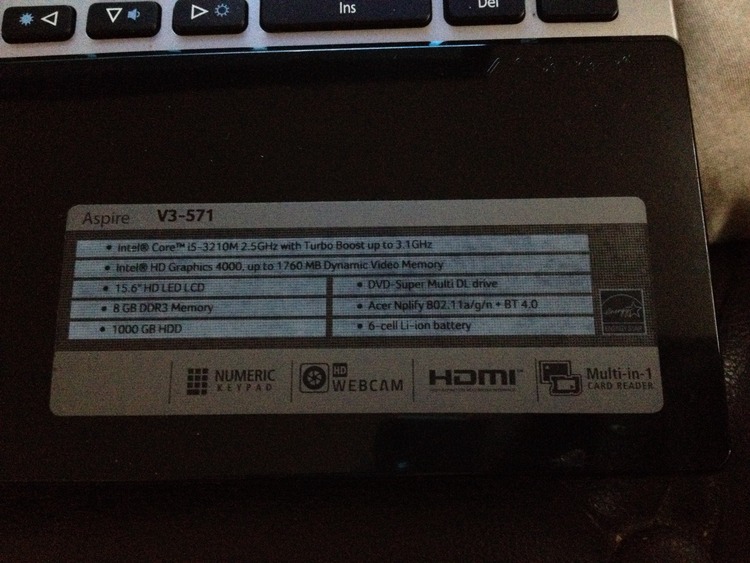 Ins
Del
Aspire V3-571
• Intel® Core™ i5-3210M 2.5GHz with Turbo Boost up to 3.1GHz
• Intel® HD Graphics 4000, up to 1760 MB Dynamic Video Memory
• 15.6" HD LED LCD
• DVD-Super Multi DL drive
• 8 GB DDR3 Memory
• Acer Nplify 802.11a/g/n + BT 4.0
• 1000 GB HDD
• 6-cell Li-ion battery
NUMERIC
KEYPAD
HD
WEBCAM
HDMI™
Multi-in-1
CARD READER